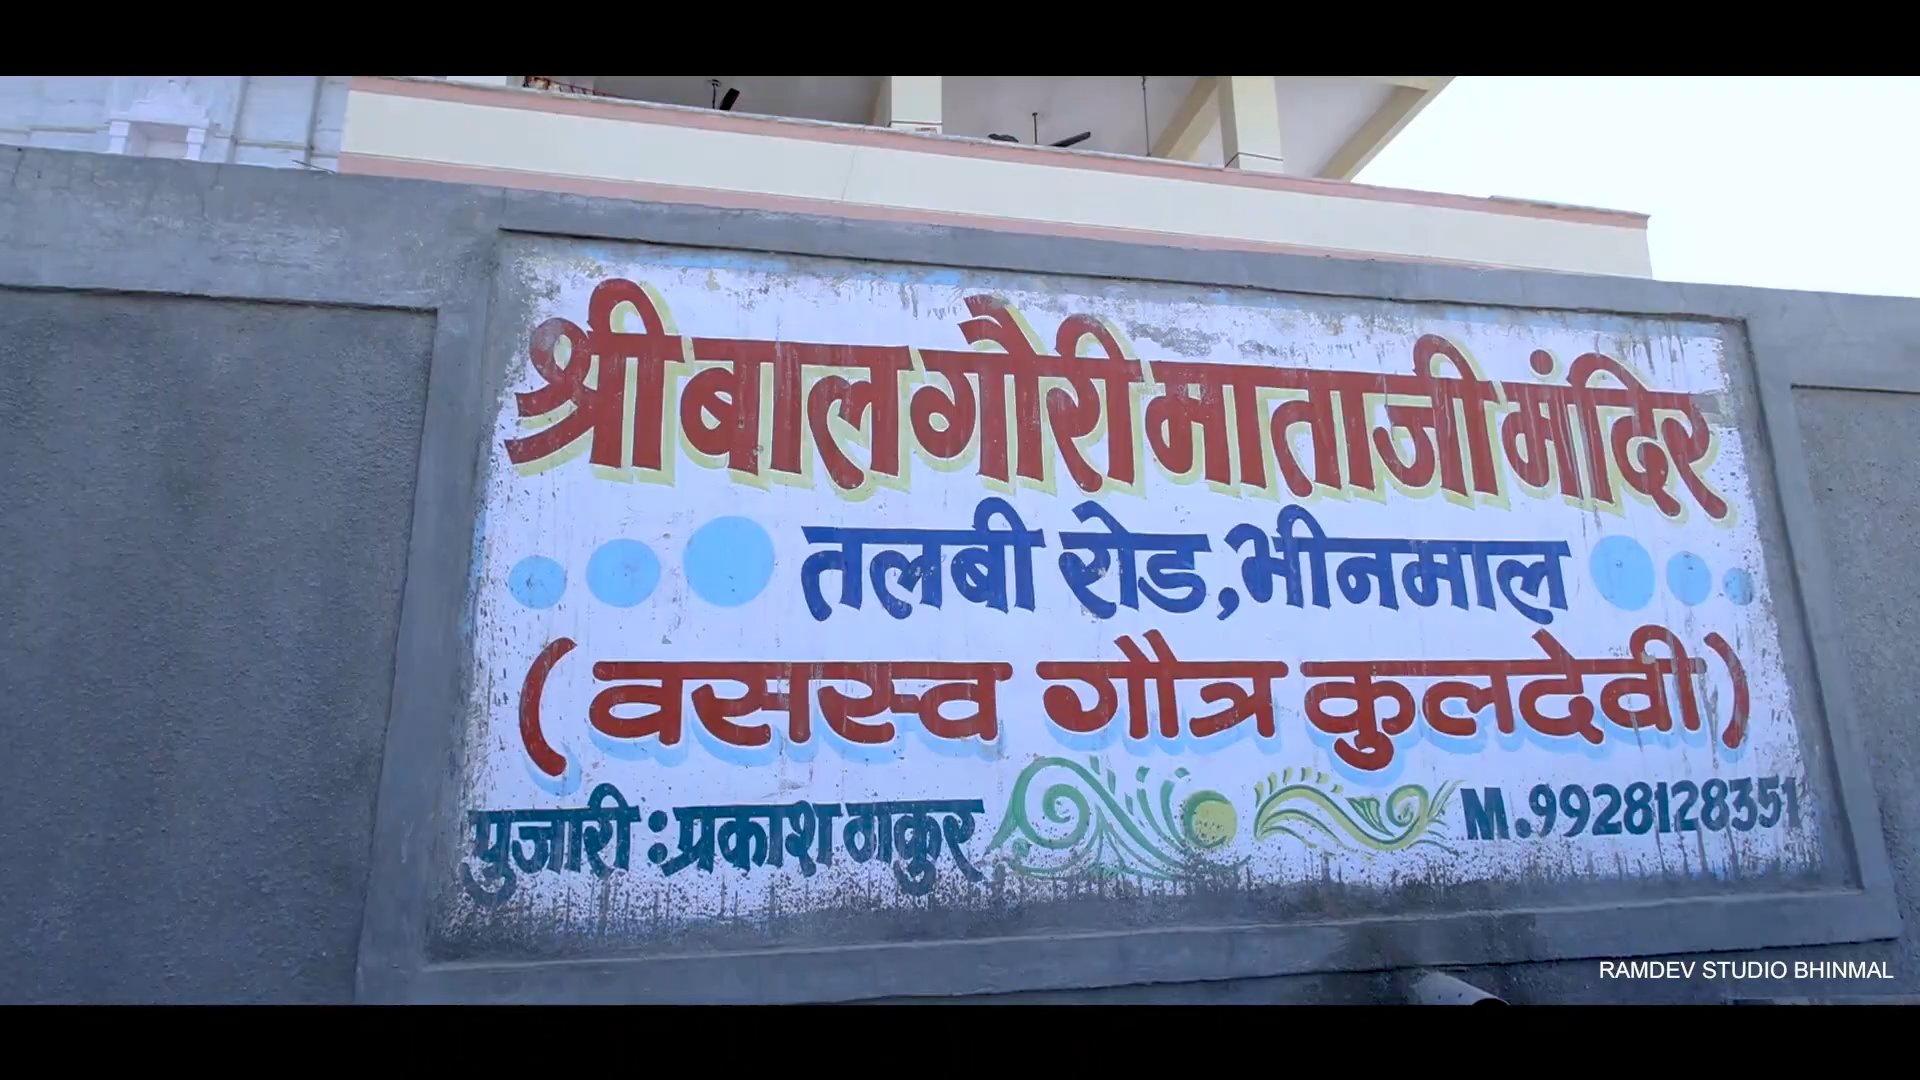 श्री बाल गौरी माताजी मंदिर
तलबी रोड, भीनमाल
(वसस्व गौत्र कुलदेवी)
पुजारी : प्रकाश ठाकुर M. 9928128351
RAMDEV STUDIO BHINMAL